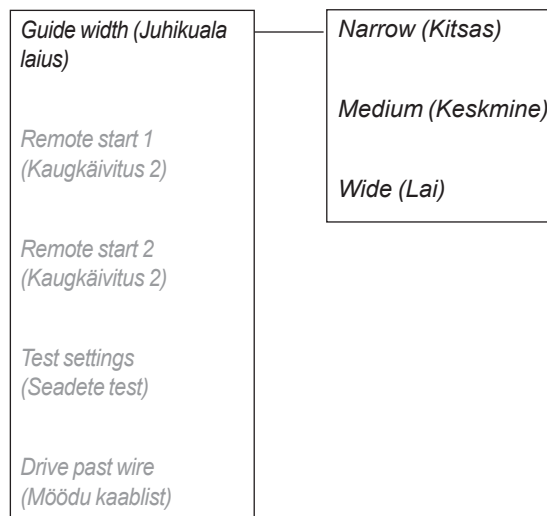 Guide width (Juhikuala
laius)
Remote start 1
(Kaugkäivitus 2)
Remote start 2
(Kaugkäivitus 2)
Test settings
(Seadete test)
Drive past wire
(Möödu kaablist)
Narrow (Kitsas)
Medium (Keskmine)
Wide (Lai)